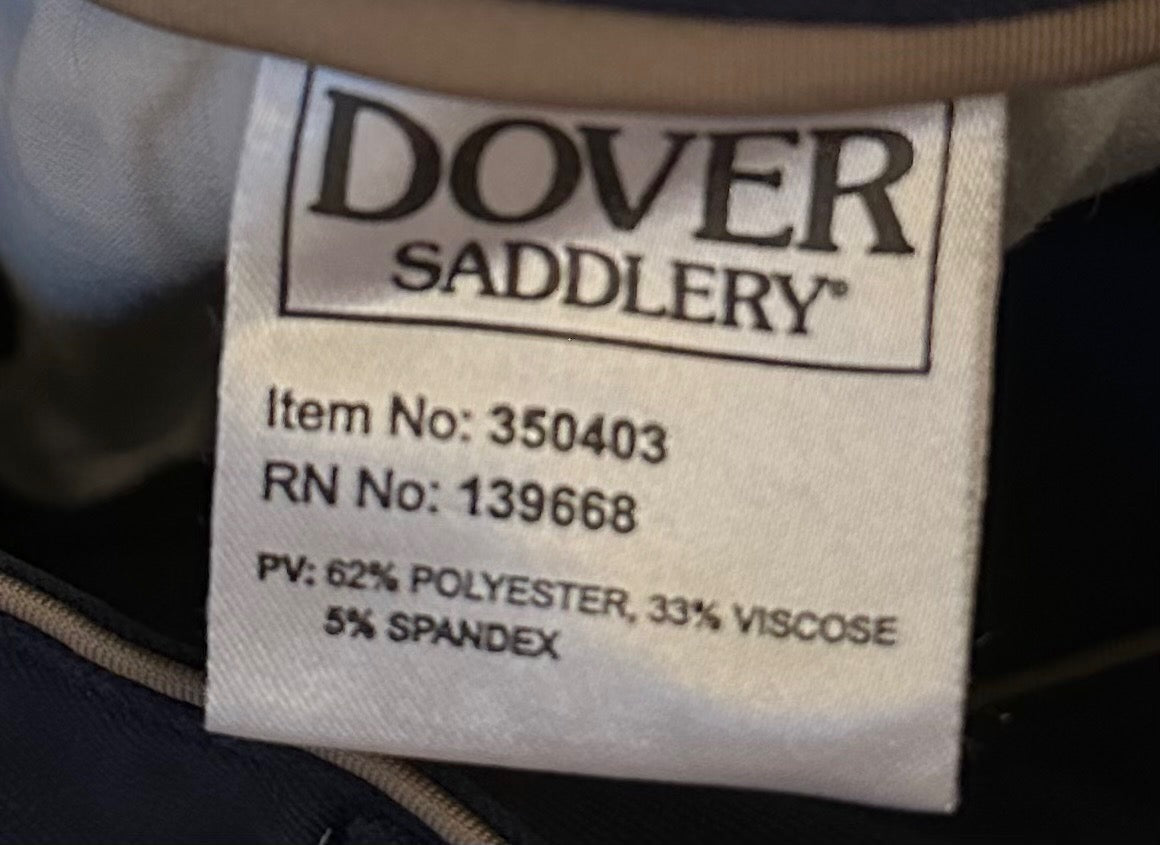 DOVER
SADDLERY®
Item No: 350403
RN No: 139668
PV: 62% POLYESTER, 33% VISCOSE
5% SPANDEX